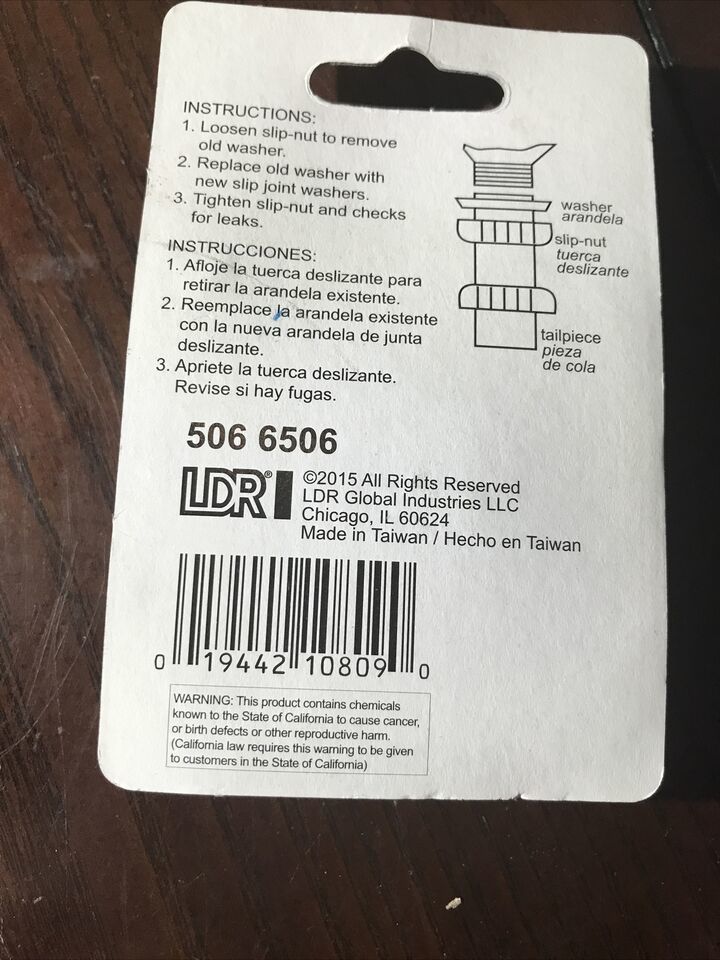 INSTRUCTIONS:
1. Loosen slip-nut to remove
old washer.
2. Replace old washer with
new slip joint washers.
3. Tighten slip-nut and checks
for leaks.
INSTRUCCIONES:
1. Afloje la tuerca deslizante para
retirar la arandela existente.
2. Reemplace la arandela existente
con la nueva arandela de junta
deslizante.
3. Apriete la tuerca deslizante.
Revise si hay fugas.
washer
arandela
slip-nut
tuerca
deslizante
tailpiece
pieza
de cola
506 6506
LDR®
©2015 All Rights Reserved
LDR Global Industries LLC
Chicago, IL 60624
Made in Taiwan / Hecho en Taiwan
0 19442 10809 0
WARNING: This product contains chemicals
known to the State of California to cause cancer,
or birth defects or other reproductive harm.
(California law requires this warning to be given
to customers in the State of California)